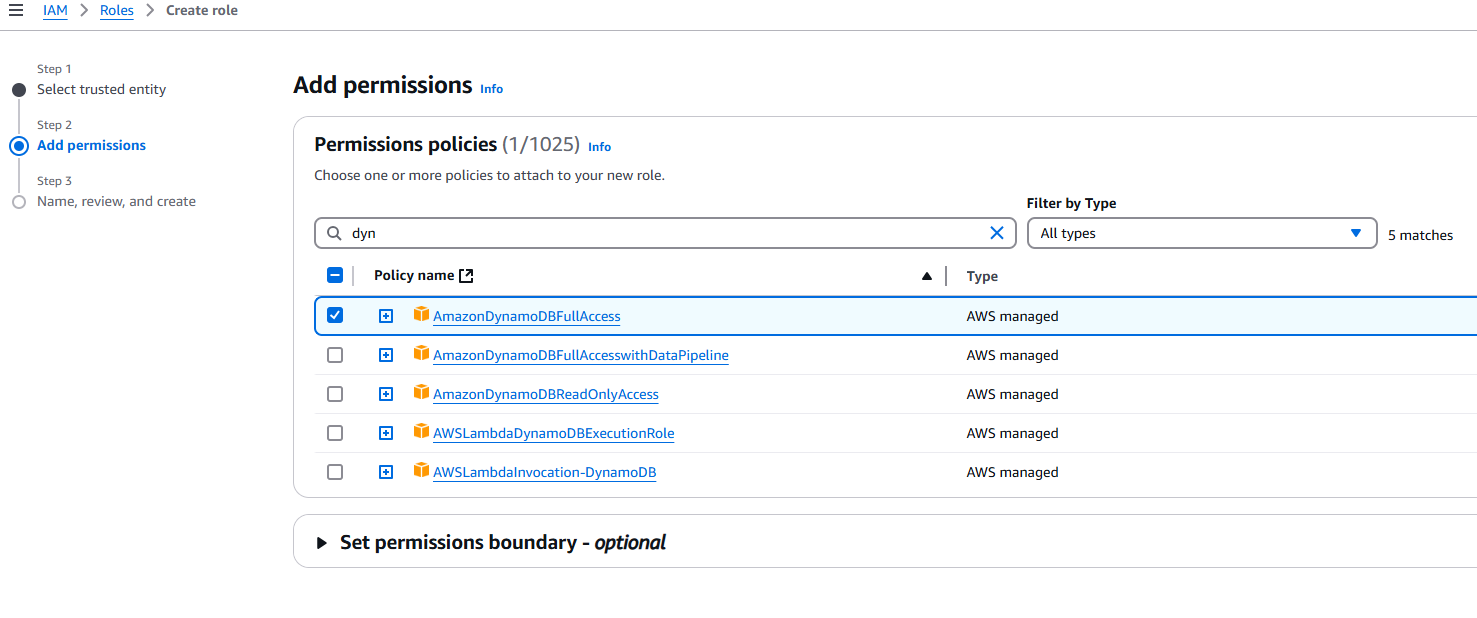 IAM > Roles > Create role
Step 1
Select trusted entity
Step 2
Add permissions
Step 3
Name, review, and create
Add permissions Info
Permissions policies (1/1025) Info
Choose one or more policies to attach to your new role.
Filter by Type
dyn All types 5 matches
Policy name Type
AmazonDynamoDBFullAccess AWS managed
AmazonDynamoDBFullAccesswithDataPipeline AWS managed
AmazonDynamoDBReadOnlyAccess AWS managed
AWSLambdaDynamoDBExecutionRole AWS managed
AWSLambdaInvocation-DynamoDB AWS managed
Set permissions boundary - optional